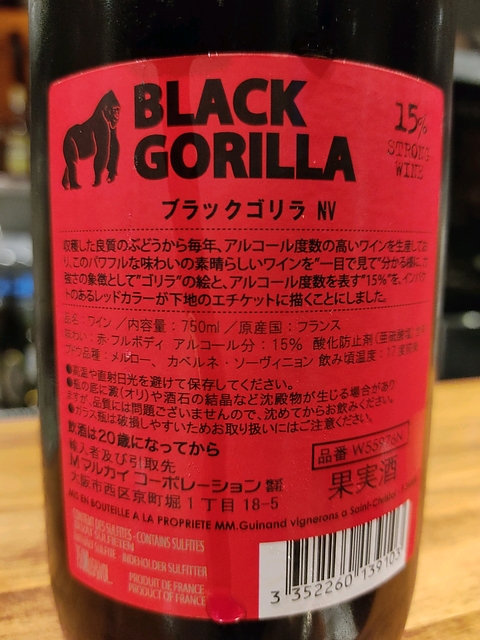 BLACK
GORILLA
15%
STRONG
WINE
ブラックゴリラ NV
収穫した良質のぶどうから毎年、アルコール度数の高いワインを生産してお
り、このパワフルな味わいの素晴らしいワインを"一目で見て"分かる様に力
強さの象徴として"ゴリラ"の絵と、アルコール度数を表す"15%"を、インパク
トのあるレッドカラーが下地のエチケットに描くことにしました。
品名:ワイン／内容量:750ml／原産国:フランス
味わい:赤・フルボディ アルコール分:15% 酸化防止剤(亜硫酸塩)
ブドウ品種:メルロー、カベルネ・ソーヴィニヨン 飲み頃温度:17度前後
●高温や直射日光を避けて保存してください。
●瓶の底に澱(オリ)や酒石の結晶など沈殿物が生じる場合があり
ますが、品質には問題ございませんので、沈めてからお飲みください。
●ガラス瓶は破損しやすいためお取り扱いにはご注意ください。
飲酒は20歳になってから
輸入者及び引取先
Mマルカイ コーポレーション
大阪市西区京町堀1丁目18-5
品番 W5597
果実酒
MIS EN BOUTEILLE A LA PROPRIETE MM.Guinand vignerons a Saint-Christol
CONTIENT DES SULFITES - CONTAINS SULFITES
INDEHOLDER SULFITTER
PRODUIT DE FRANCE
PRODUCT OF FRANCE
3 352260 139103